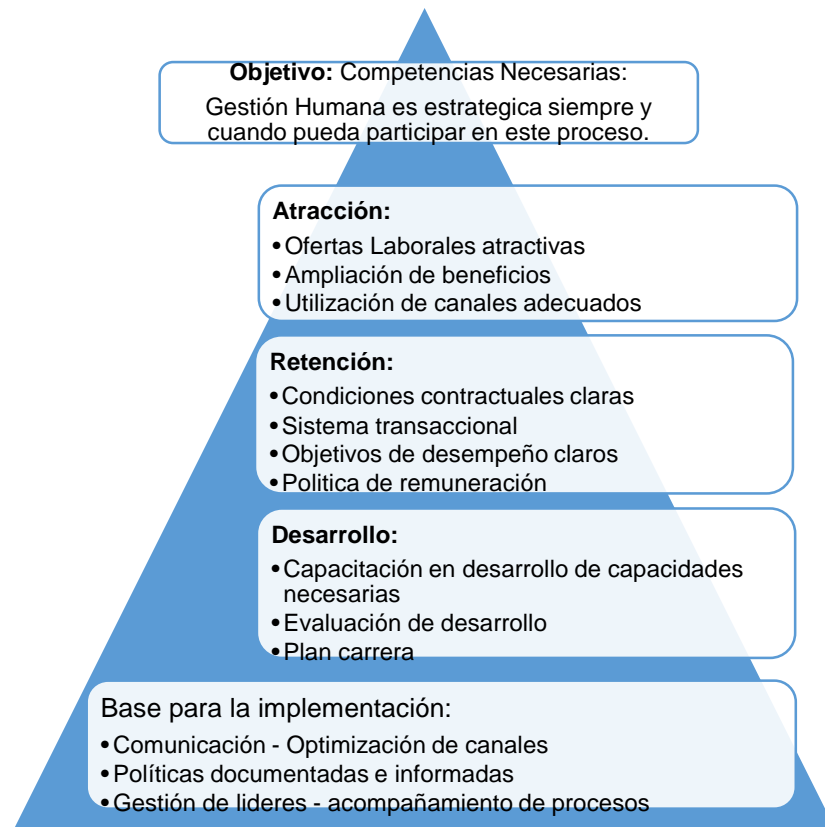 Objetivo: Competencias Necesarias:
Gestión Humana es estrategica siempre y
cuando pueda participar en este proceso.
Atracción:
• Ofertas Laborales atractivas
• Ampliación de beneficios
• Utilización de canales adecuados
Retención:
• Condiciones contractuales claras
• Sistema transaccional
• Objetivos de desempeño claros
• Politica de remuneración
Desarrollo:
• Capacitación en desarrollo de capacidades
necesarias
• Evaluación de desarrollo
• Plan carrera
Base para la implementación:
• Comunicación - Optimización de canales
• Políticas documentadas e informadas
• Gestión de lideres - acompañamiento de procesos